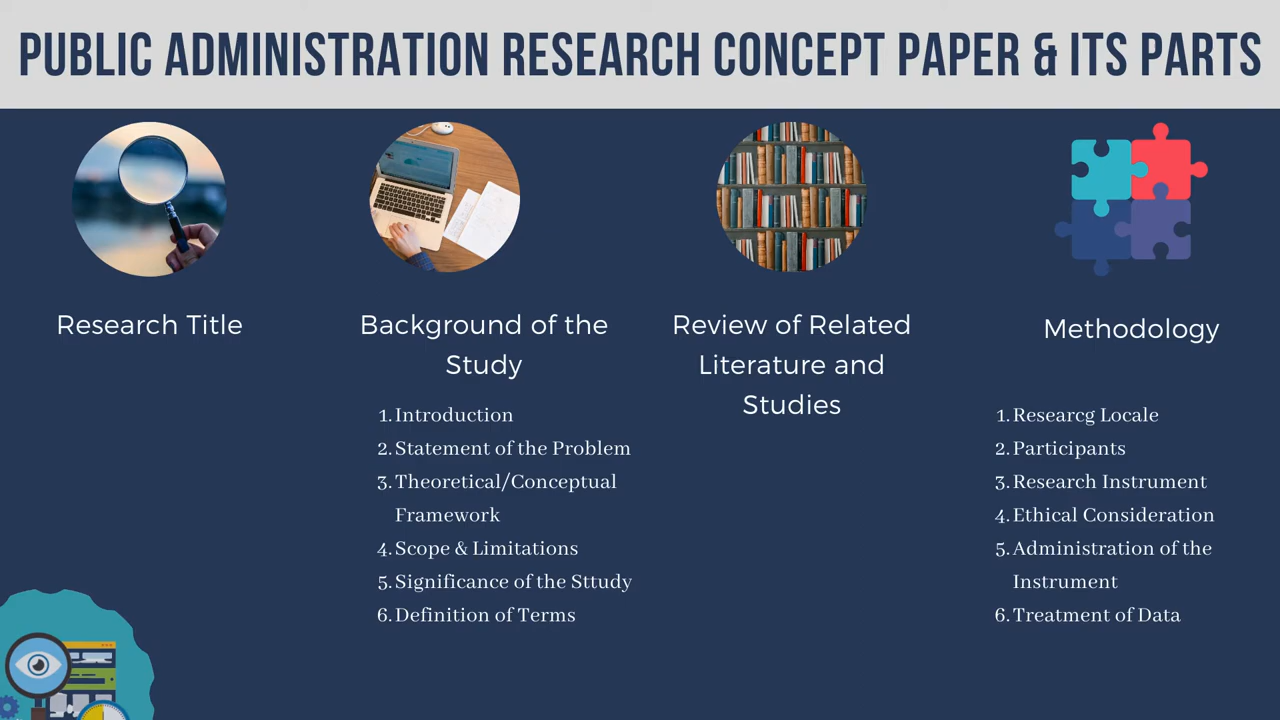 PUBLIC ADMINISTRATION RESEARCH CONCEPT PAPER & ITS PARTS
Research Title
Background of the
Study
1. Introduction
2. Statement of the Problem
3. Theoretical/Conceptual
Framework
4. Scope & Limitations
5. Significance of the Sttudy
6. Definition of Terms
Review of Related
Literature and
Studies
Methodology
1. Researcg Locale
2. Participants
3. Research Instrument
4. Ethical Consideration
5. Administration of the
Instrument
6. Treatment of Data